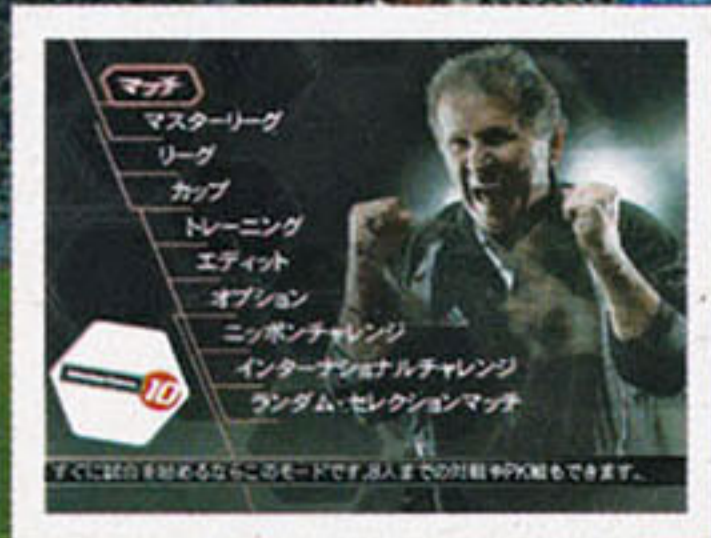 マッチ
マスターリーグ
リーグ
カップ
トレーニング
エディット
オプション
ニッポンチャレンジ
インターナショナルチャレンジ
ランダム・セレクションマッチ
10
すぐに試合を始めるならこのモードです。8人までの対戦やPK戦もできます。